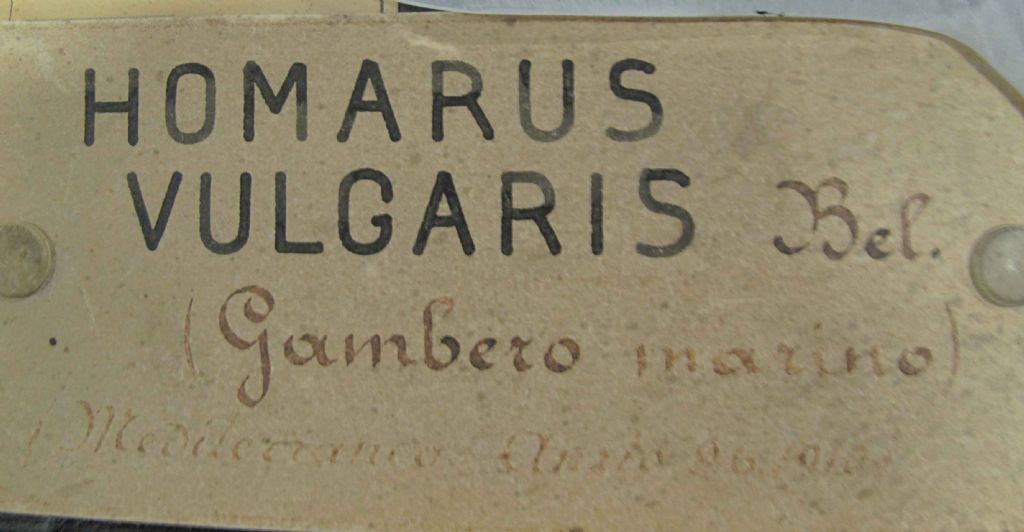 HOMARUS
VULGARIS Bel.
(Gambero marino)
(Mediterraneo